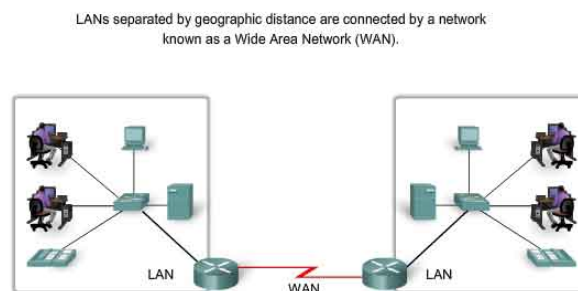 LANs separated by geographic distance are connected by a network
known as a Wide Area Network (WAN).
LAN
WAN
LAN